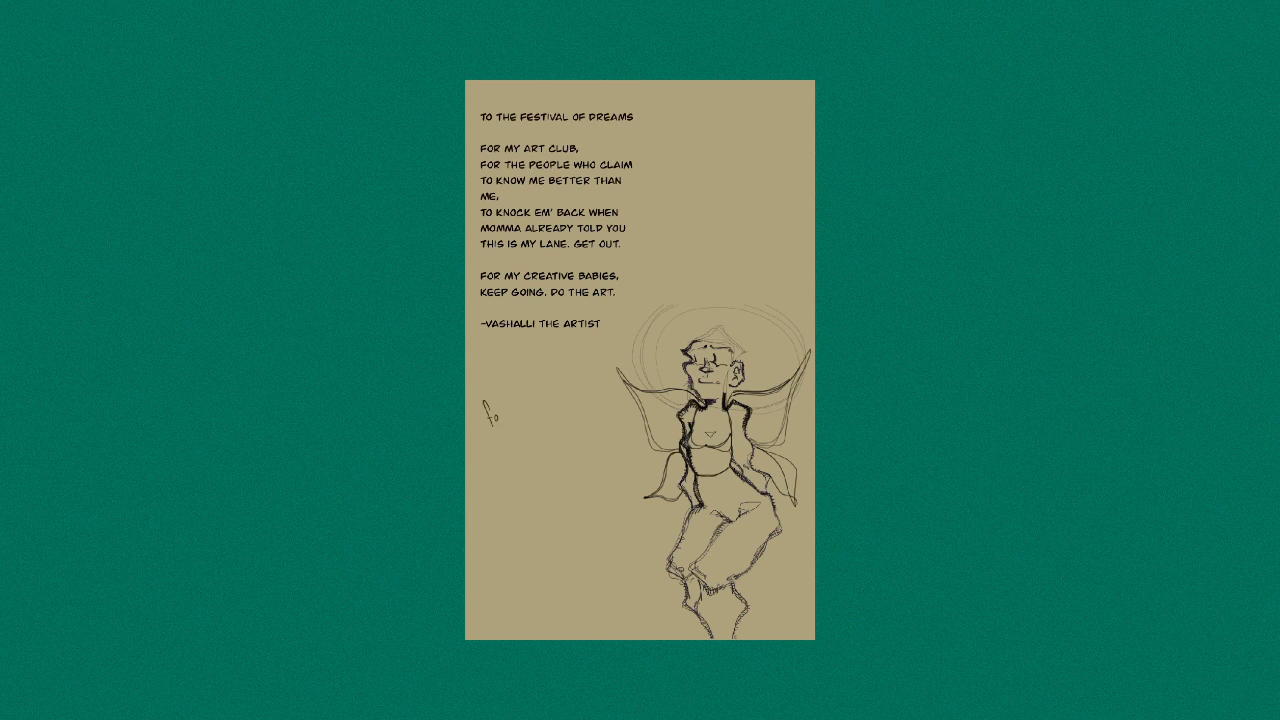 TO THE FESTIVAL OF DREAMS
FOR MY ART CLUB,
FOR THE PEOPLE WHO CLAIM
TO KNOW ME BETTER THAN
ME,
TO KNOCK EM' BACK WHEN
MOMMA ALREADY TOLD YOU
THIS IS MY LANE. GET OUT.
FOR MY CREATIVE BABIES,
KEEP GOING. DO THE ART.
-VASHALLI THE ARTIST
fo